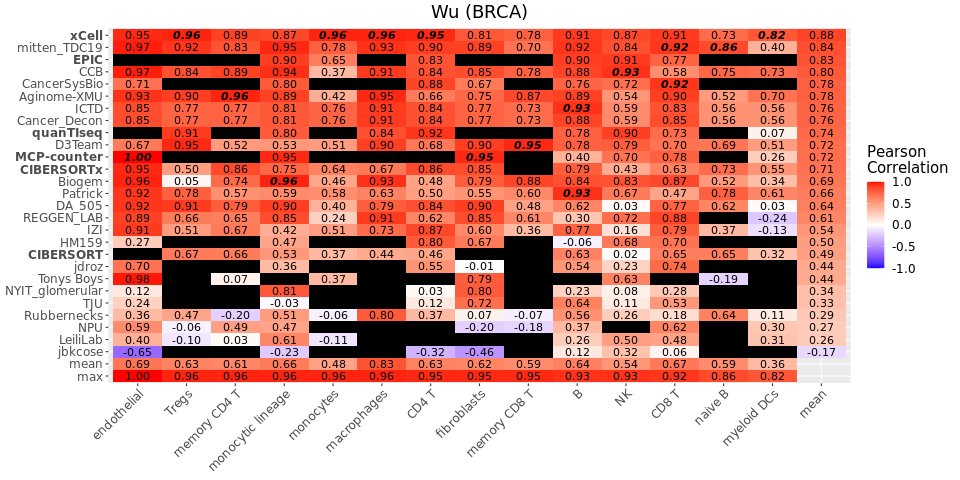 Wu (BRCA)
xCell 0.95 0.96 0.89 0.87 0.96 0.96 0.95 0.81 0.78 0.91 0.87 0.91 0.73 0.82 0.88
mitten_TDC19 0.97 0.92 0.83 0.95 0.78 0.93 0.90 0.89 0.70 0.92 0.84 0.92 0.86 0.40 0.84
EPIC 0.90 0.65 0.83 0.90 0.91 0.77 0.83
CCB 0.97 0.84 0.89 0.94 0.37 0.91 0.84 0.85 0.78 0.88 0.93 0.58 0.75 0.73 0.80
CancerSysBio 0.71 0.80 0.88 0.67 0.76 0.72 0.92 0.78
Aginome-XMU 0.93 0.90 0.96 0.89 0.42 0.95 0.66 0.75 0.87 0.89 0.54 0.90 0.52 0.70 0.78
ICTD 0.85 0.77 0.77 0.81 0.76 0.91 0.84 0.77 0.73 0.93 0.59 0.83 0.56 0.56 0.76
Cancer_Decon 0.85 0.77 0.77 0.81 0.76 0.91 0.84 0.77 0.73 0.88 0.59 0.85 0.56 0.56 0.76
quanTIseq 0.91 0.80 0.84 0.92 0.78 0.90 0.73 0.07 0.74
D3Team 0.67 0.95 0.52 0.53 0.51 0.90 0.68 0.90 0.95 0.78 0.79 0.70 0.69 0.51 0.72
MCP-counter 1.00 0.95 0.95 0.40 0.70 0.78 0.26 0.72
CIBERSORTx 0.95 0.50 0.86 0.75 0.64 0.67 0.86 0.85 0.79 0.43 0.63 0.73 0.55 0.71
Biogem 0.95 0.05 0.74 0.96 0.46 0.93 0.48 0.79 0.88 0.84 0.83 0.87 0.52 0.34 0.69
Patrick 0.92 0.78 0.57 0.63 0.58 0.63 0.54 0.55 0.60 0.93 0.67 0.47 0.78 0.61 0.66
DA_505 0.92 0.91 0.79 0.90 0.40 0.79 0.84 0.90 0.48 0.62 0.03 0.77 0.62 0.03 0.64
REGGEN_LAB 0.89 0.66 0.65 0.85 0.24 0.91 0.62 0.85 0.61 0.30 0.72 0.88 -0.24 0.61
IZI 0.91 0.51 0.67 0.42 0.51 0.73 0.87 0.60 0.36 0.77 0.16 0.79 0.37 -0.13 0.54
HM159 0.27 0.47 0.80 0.67 -0.06 0.68 0.70 0.50
CIBERSORT 0.67 0.66 0.53 0.37 0.44 0.46 0.63 0.02 0.65 0.65 0.32 0.49
jdroz 0.70 0.36 0.55 -0.01 0.54 0.23 0.74 0.44
Tonys Boys 0.98 0.07 0.37 0.79 0.63 -0.19 0.44
NYIT_glomerular 0.12 0.81 0.03 0.80 0.23 0.08 0.28 0.34
TJU 0.24 -0.03 0.12 0.72 0.64 0.11 0.53 0.33
Rubbernecks 0.36 0.47 -0.20 0.51 -0.06 0.80 0.37 0.07 -0.07 0.56 0.26 0.18 0.64 0.11 0.29
NPU 0.59 -0.06 0.49 0.47 -0.20 -0.18 0.37 0.62 0.30 0.27
LeiliLab 0.40 -0.10 0.03 0.61 -0.11 0.26 0.50 0.48 0.31 0.26
jbkcose -0.65 -0.23 -0.32 -0.46 0.12 0.32 0.06 -0.17
mean 0.69 0.63 0.61 0.66 0.48 0.83 0.63 0.62 0.59 0.64 0.54 0.67 0.59 0.36
max 1.00 0.96 0.96 0.96 0.96 0.96 0.95 0.95 0.95 0.93 0.93 0.92 0.86 0.82
endothelial
Tregs
memory CD4 T
monocytic lineage
monocytes
macrophages
CD4 T
fibroblasts
memory CD8 T
B
NK
CD8 T
naive B
myeloid DCs
mean
Pearson
Correlation
1.0
0.5
0.0
-0.5
-1.0